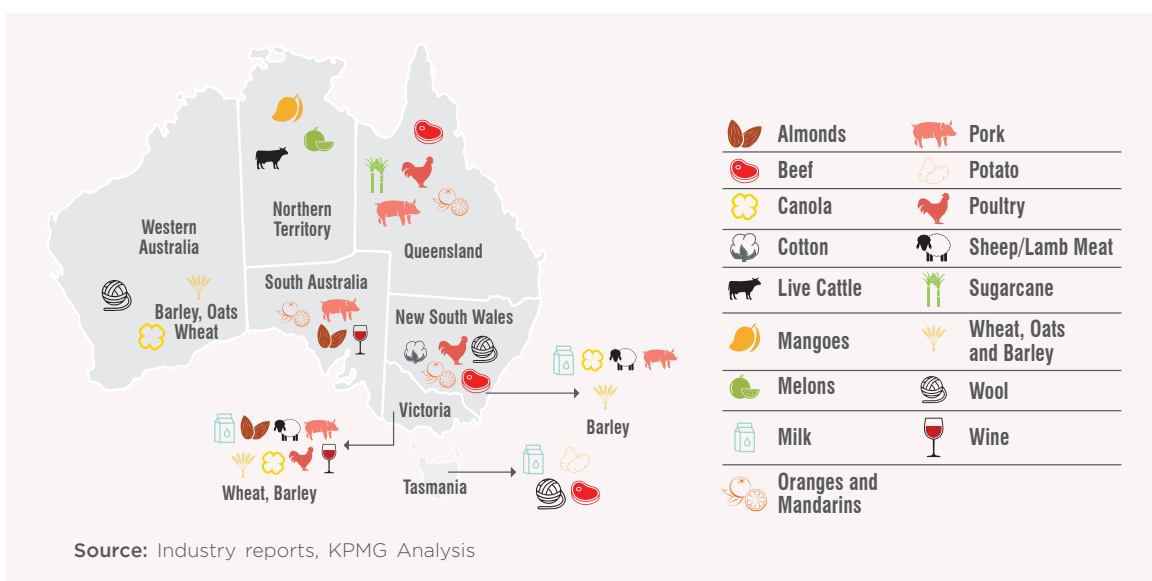 Western
Australia
Northern
Territory
Queensland
South Australia
Barley, Oats
Wheat
New South Wales
Victoria
Barley
Wheat, Barley
Tasmania
Almonds
Pork
Beef
Potato
Canola
Poultry
Cotton
Sheep/Lamb Meat
Live Cattle
Sugarcane
Mangoes
Wheat, Oats
and Barley
Melons
Wool
Milk
Wine
Oranges and
Mandarins
Source: Industry reports, KPMG Analysis